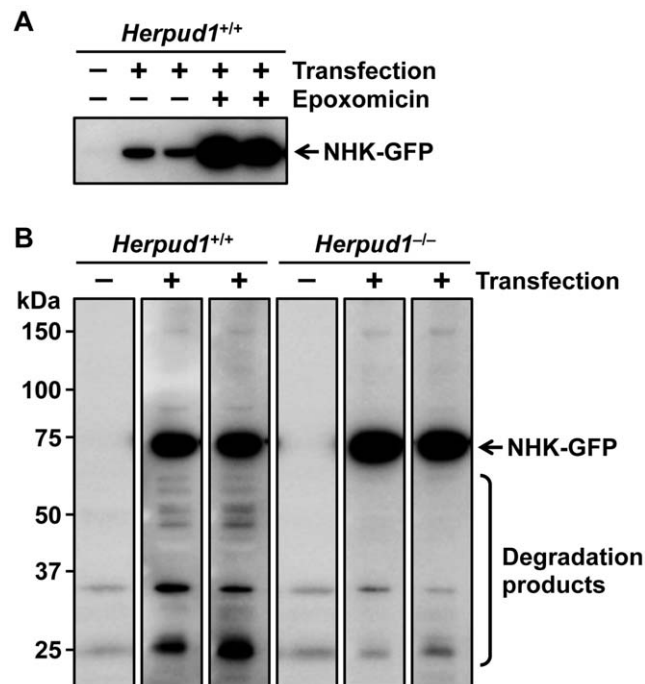 A
Herpud1+/+
− + + + + Transfection
− − − + + Epoxomicin
←NHK-GFP
B
Herpud1+/+ Herpud1−/−
− + + − + + Transfection
kDa
150
100
75
←NHK-GFP
50
37
Degradation
products
25